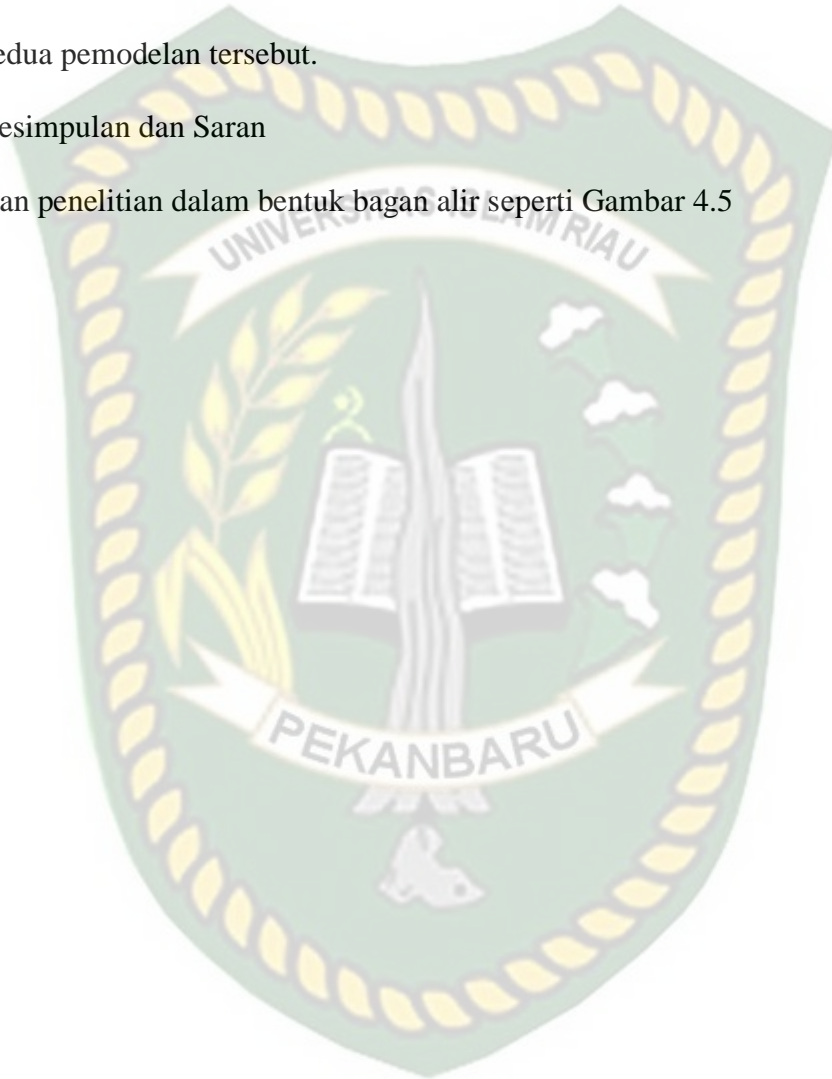 edua pemodelan tersebut.
esimpulan dan Saran
an penelitian dalam bentuk bagan alir seperti Gambar 4.5
UNIVERSITAS ISLAM RIAU
PEKANBARU